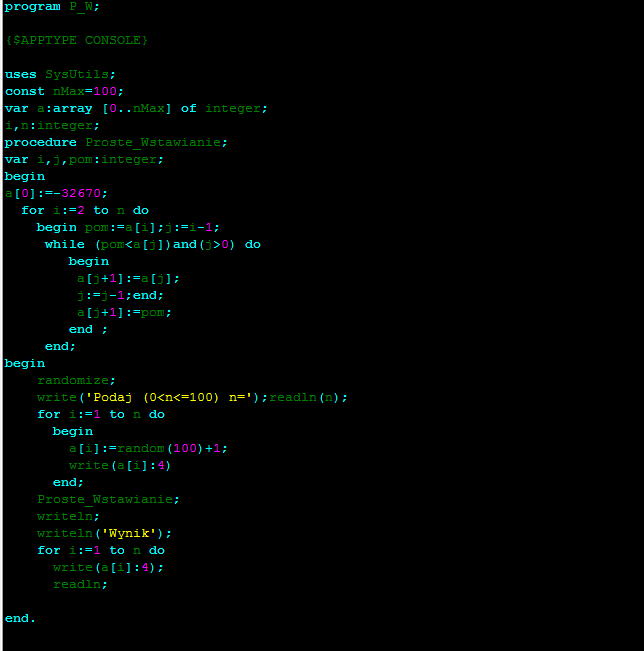 program P_W;
{$APPTYPE CONSOLE}
uses SysUtils;
const nMax=100;
var a:array [0..nMax] of integer;
i,n:integer;
procedure Proste_Wstawianie;
var i,j,pom:integer;
begin
a[0]:=-32670;
for i:=2 to n do
begin pom:=a[i];j:=i-1;
while (pom<a[j])and(j>0) do
begin
a[j+1]:=a[j];
j:=j-1;end;
a[j+1]:=pom;
end ;
end;
begin
randomize;
write('Podaj (0<n<=100) n=');readln(n);
for i:=1 to n do
begin
a[i]:=random(100)+1;
write(a[i]:4)
end;
Proste_Wstawianie;
writeln;
writeln('Wynik');
for i:=1 to n do
write(a[i]:4);
readln;
end.